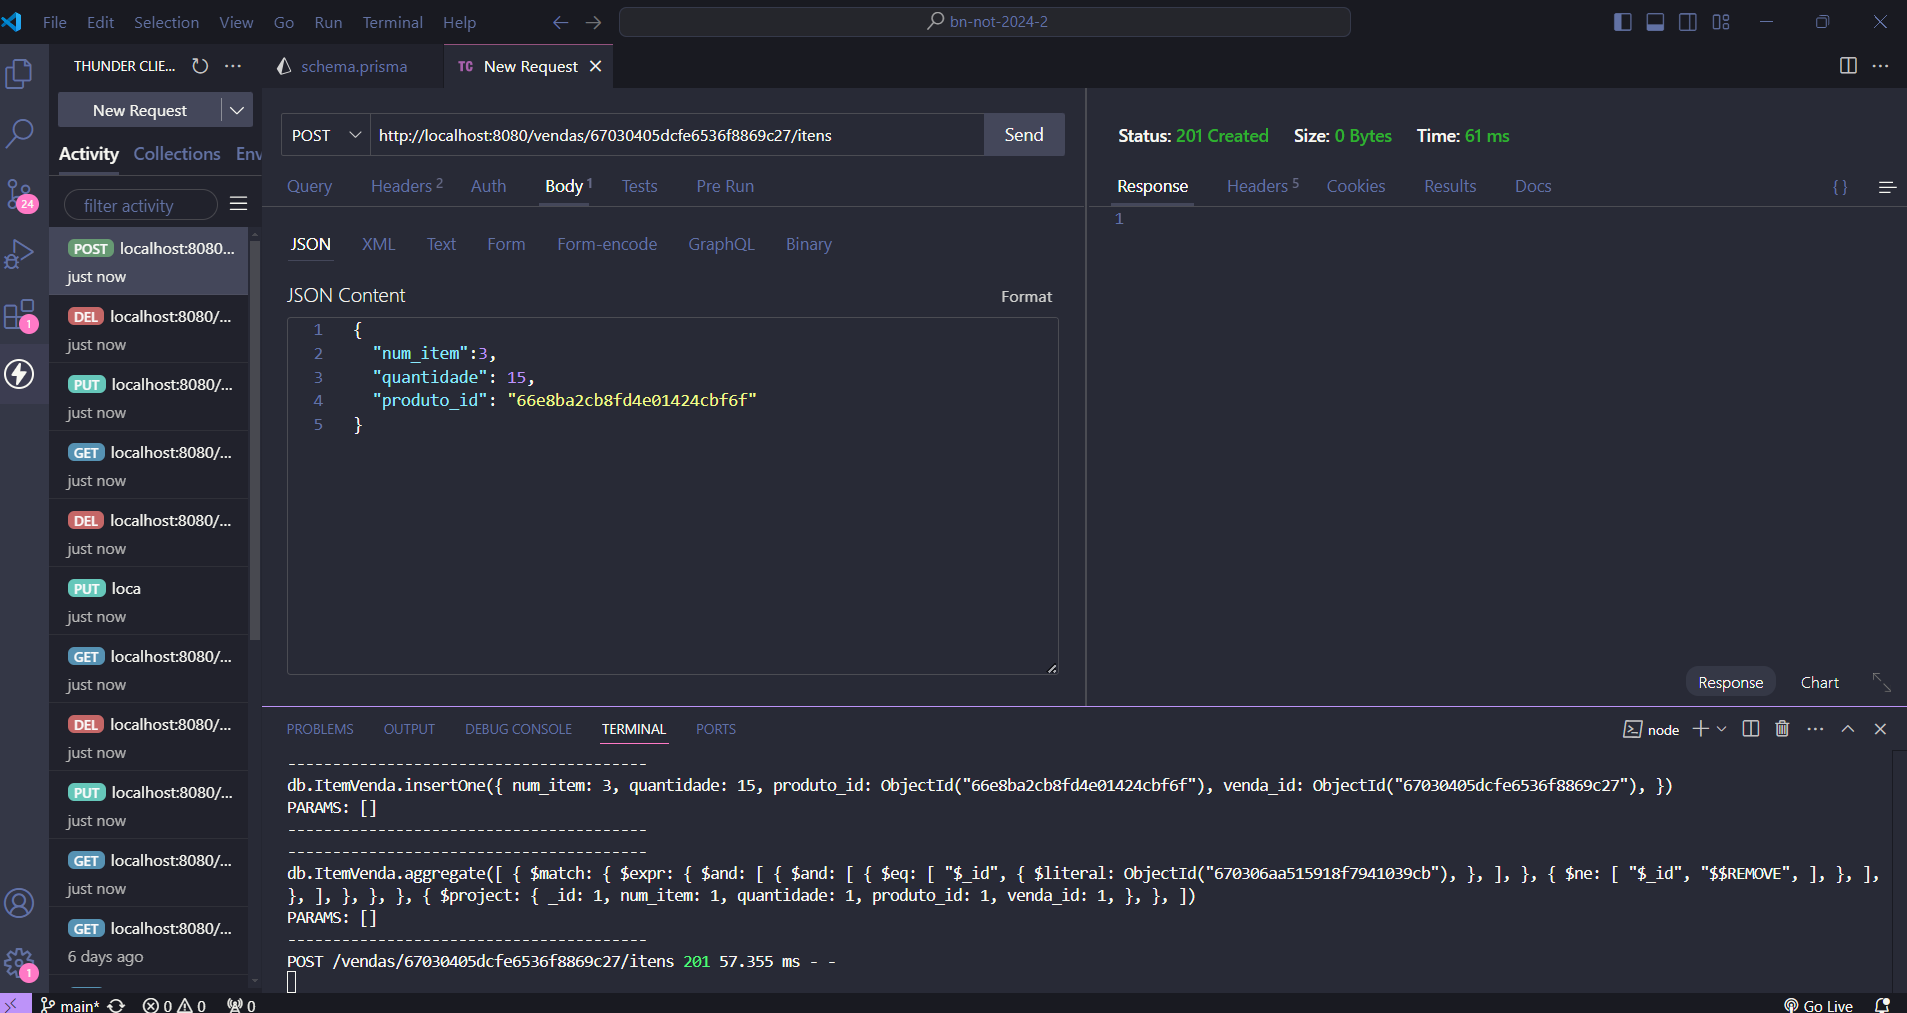 File Edit Selection View Go Run Terminal Help
bn-not-2024-2
THUNDER CLIE...
schema.prisma
TC New Request
New Request
Activity Collections Env
filter activity
POST localhost:8080...
just now
DEL localhost:8080/...
just now
PUT localhost:8080/...
just now
GET localhost:8080/...
just now
DEL localhost:8080/...
just now
PUT loca
just now
GET localhost:8080/...
just now
DEL localhost:8080/...
just now
PUT localhost:8080/...
just now
GET localhost:8080/...
just now
GET localhost:8080/...
6 days ago
24
1
1
POST http://localhost:8080/vendas/67030405dcfe6536f8869c27/itens Send
Query Headers 2 Auth Body 1 Tests Pre Run
JSON XML Text Form Form-encode GraphQL Binary
JSON Content Format
1 {
2 "num_item":3,
3 "quantidade": 15,
4 "produto_id": "66e8ba2cb8fd4e01424cbf6f"
5 }
Status: 201 Created Size: 0 Bytes Time: 61 ms
Response Headers 5 Cookies Results Docs { }
1
Response Chart
PROBLEMS OUTPUT DEBUG CONSOLE TERMINAL PORTS node
----------------------------------------
db.ItemVenda.insertOne({ num_item: 3, quantidade: 15, produto_id: ObjectId("66e8ba2cb8fd4e01424cbf6f"), venda_id: ObjectId("67030405dcfe6536f8869c27"), })
PARAMS: []
----------------------------------------
----------------------------------------
db.ItemVenda.aggregate([ { $match: { $expr: { $and: [ { $and: [ { $eq: [ "$_id", { $literal: ObjectId("670306aa515918f7941039cb"), }, ], }, { $ne: [ "$_id", "$$REMOVE", ], }, ],
}, ], }, }, }, { $project: { _id: 1, num_item: 1, quantidade: 1, produto_id: 1, venda_id: 1, }, }, ])
PARAMS: []
----------------------------------------
POST /vendas/67030405dcfe6536f8869c27/itens 201 57.355 ms - -
main* 0 0 0 Go Live